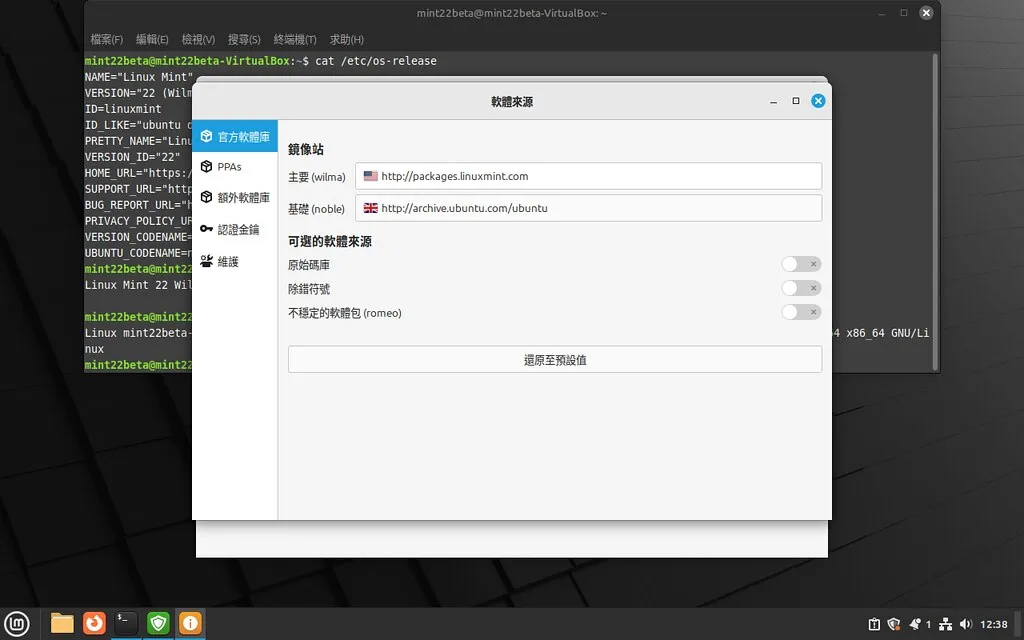 mint22beta@mint22beta-VirtualBox: ~
檔案(F) 編輯(E) 檢視(V) 搜尋(S) 終端機(T) 求助(H)
mint22beta@mint22beta-VirtualBox:~$ cat /etc/os-release
NAME="Linux Mint"
VERSION="22 (Wilm
ID=linuxmint
ID_LIKE="ubuntu
PRETTY_NAME="Linu
VERSION_ID="22"
HOME_URL="https:/
SUPPORT_URL="http
BUG_REPORT_URL="h
PRIVACY_POLICY_UR
VERSION_CODENAME=
UBUNTU_CODENAME=n
mint22beta@mint22
Linux Mint 22 Wil
mint22beta@mint22
Linux mint22beta- 4 x86_64 GNU/Li
nux
mint22beta@mint22
軟體來源
官方軟體庫
PPAs
額外軟體庫
認證金鑰
維護
鏡像站
主要 (wilma) http://packages.linuxmint.com
基礎 (noble) http://archive.ubuntu.com/ubuntu
可選的軟體來源
原始碼庫
除錯符號
不穩定的軟體包 (romeo)
還原至預設值
1 12:38